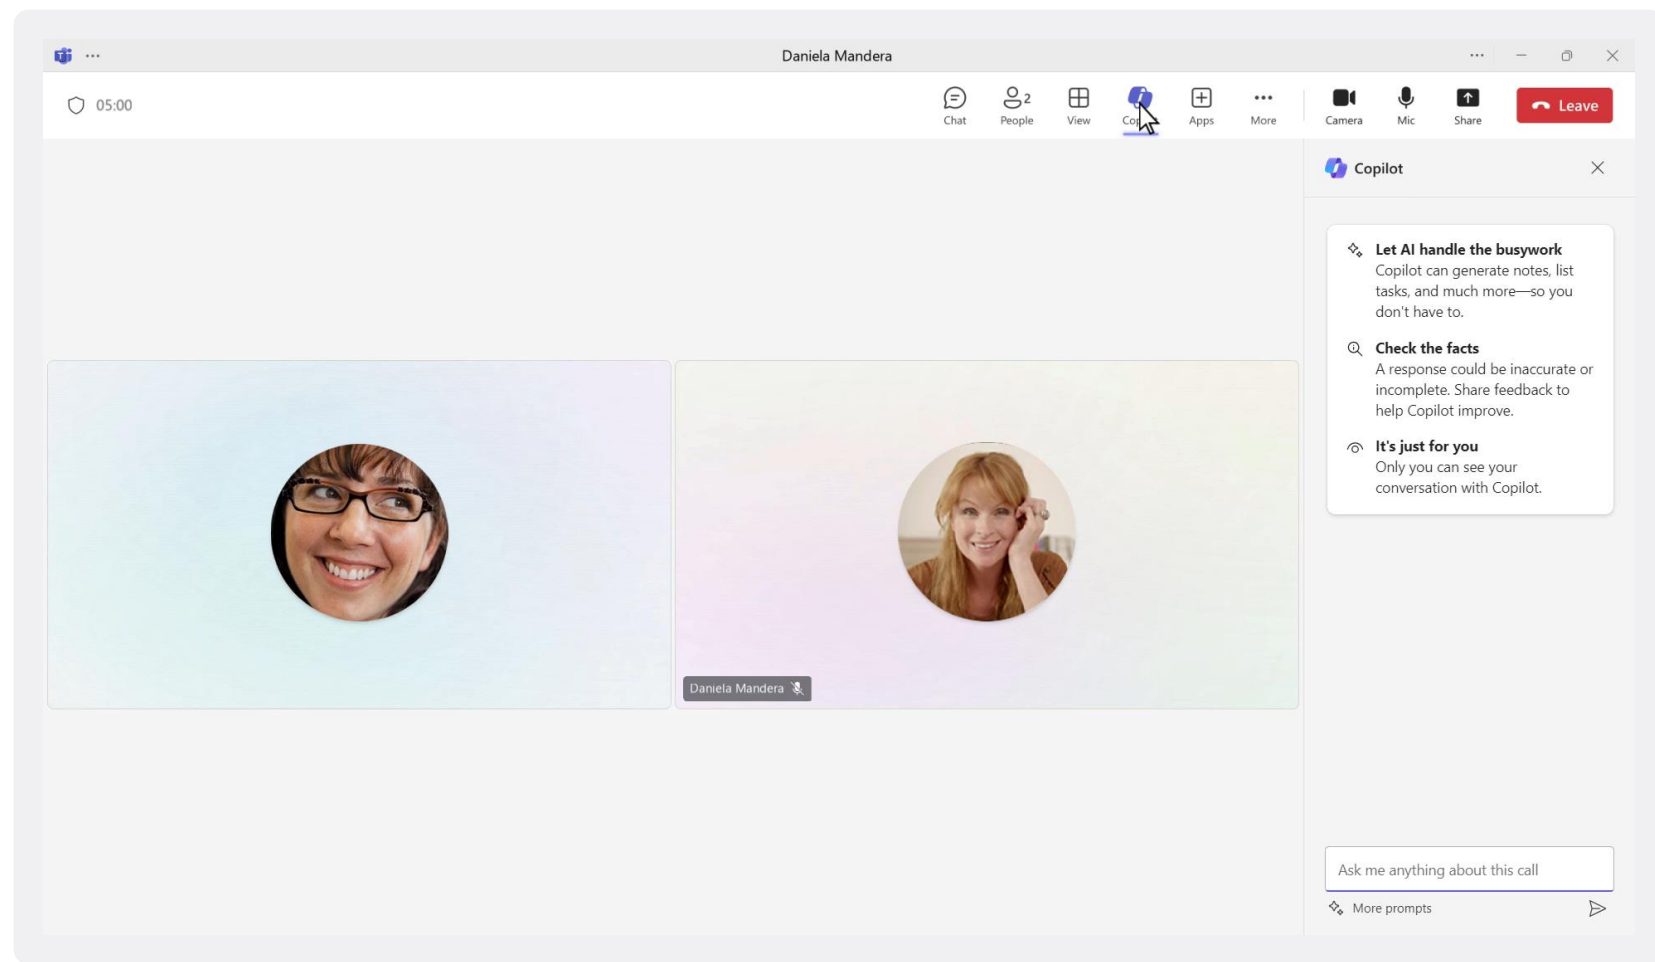 Daniela Mandera
05:00
Chat
People
2
View
Apps
More
Camera
Mic
Share
Leave
Copilot
Let AI handle the busywork
Copilot can generate notes, list
tasks, and much more—so you
don't have to.
Check the facts
A response could be inaccurate or
incomplete. Share feedback to
help Copilot improve.
It's just for you
Only you can see your
conversation with Copilot.
Daniela Mandera
Ask me anything about this call
More prompts